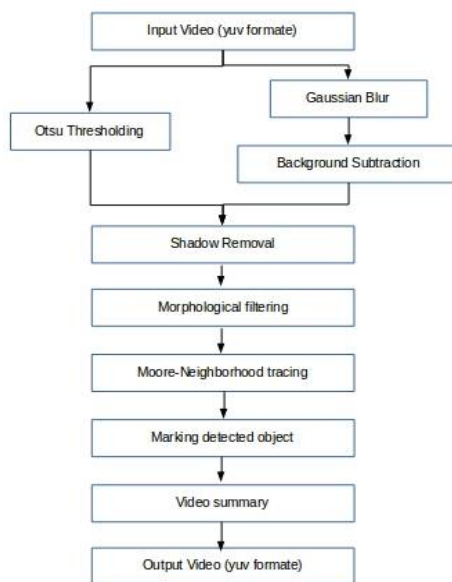 Input Video (yuv formate)
Gaussian Blur
Otsu Thresholding
Background Subtraction
Shadow Removal
Morphological filtering
Moore-Neighborhood tracing
Marking detected object
Video summary
Output Video (yuv formate)